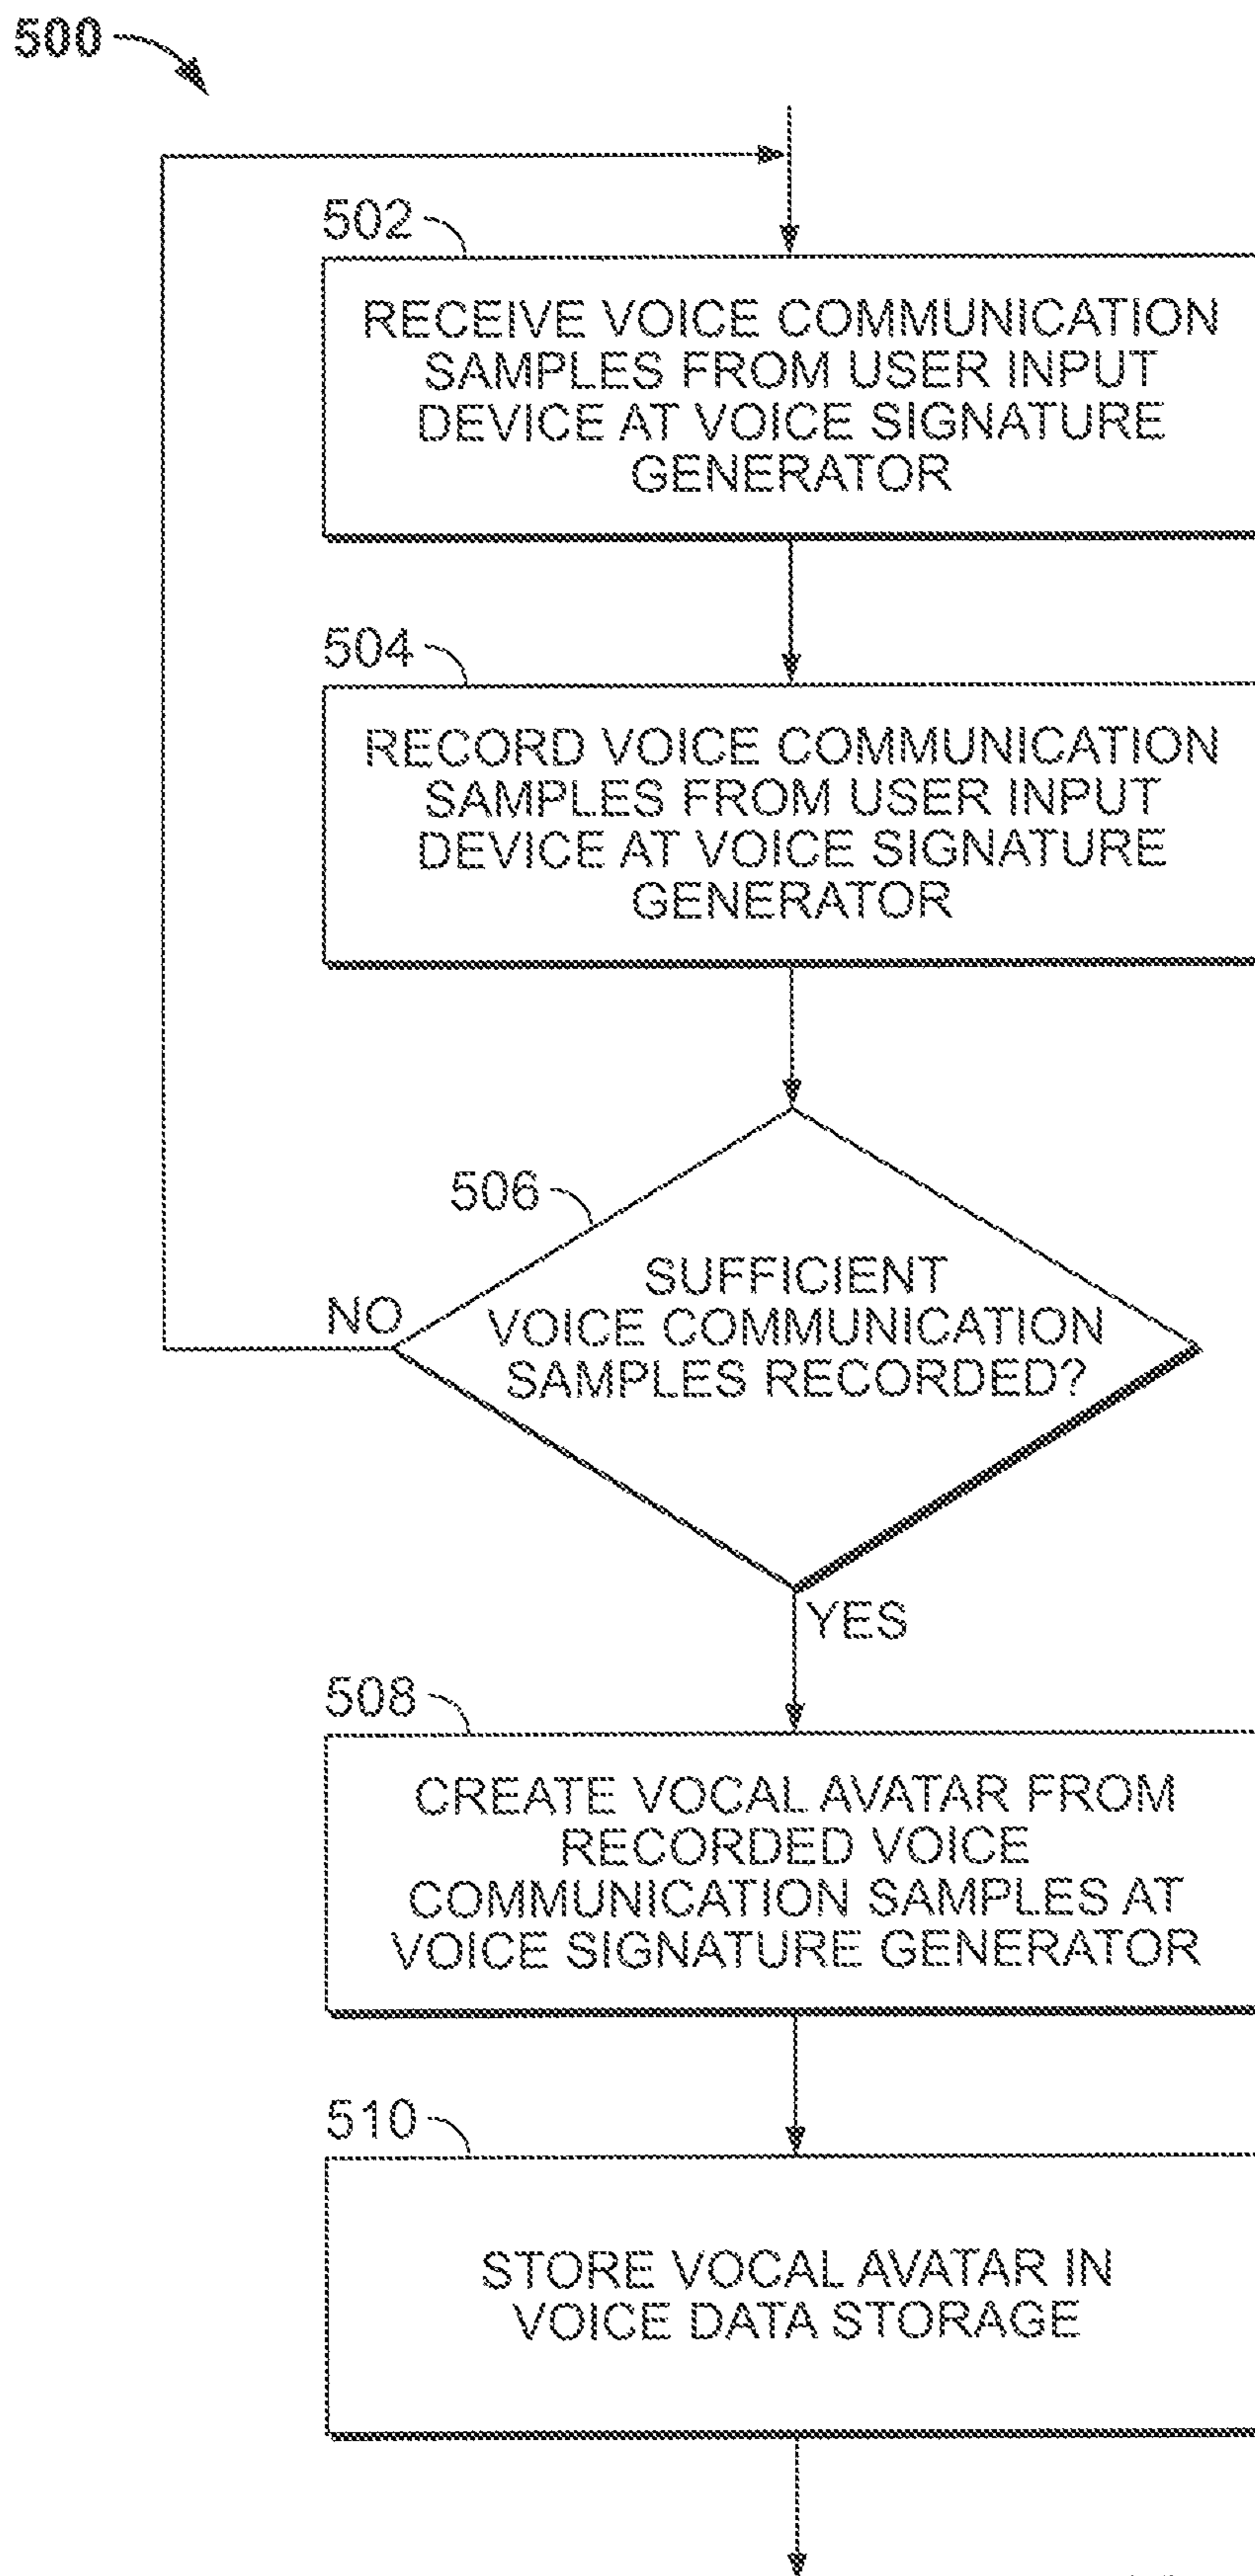 500
502
RECEIVE VOICE COMMUNICATION
SAMPLES FROM USER INPUT
DEVICE AT VOICE SIGNATURE
GENERATOR
504
RECORD VOICE COMMUNICATION
SAMPLES FROM USER INPUT
DEVICE AT VOICE SIGNATURE
GENERATOR
506
SUFFICIENT
VOICE COMMUNICATION
SAMPLES RECORDED?
NO
YES
508
CREATE VOCAL AVATAR FROM
RECORDED VOICE
COMMUNICATION SAMPLES AT
VOICE SIGNATURE GENERATOR
510
STORE VOCAL AVATAR IN
VOICE DATA STORAGE